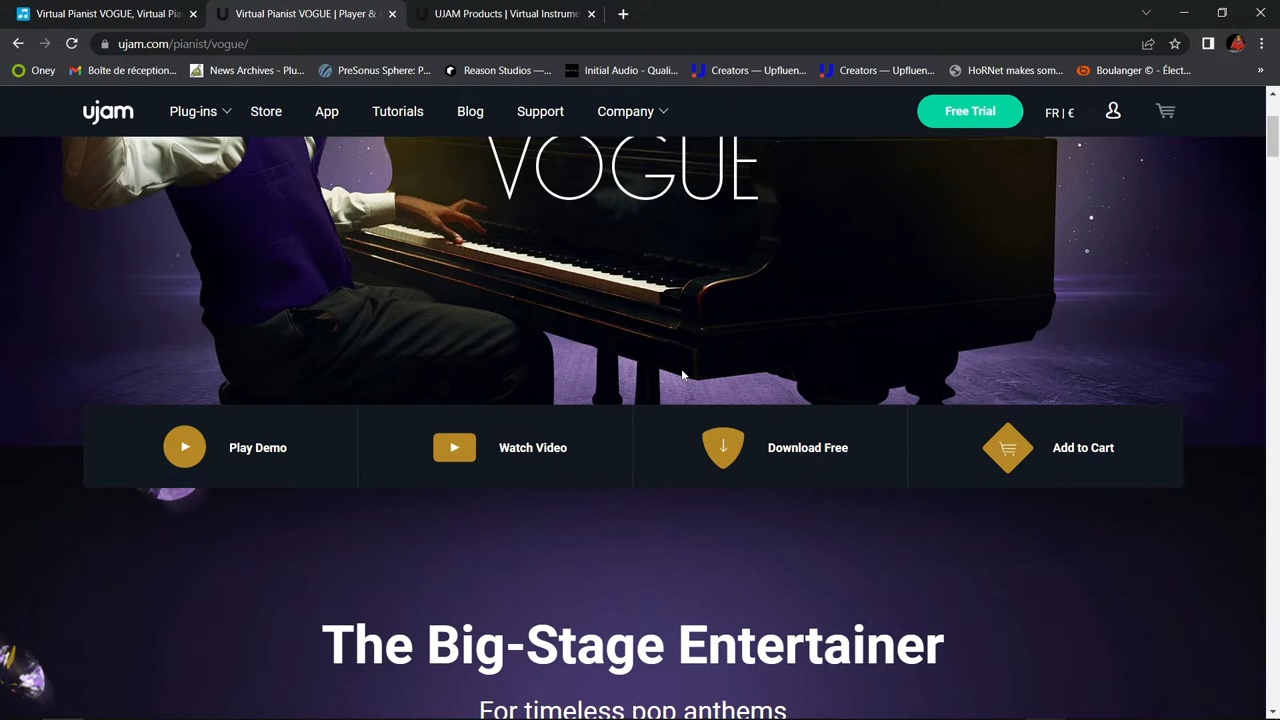 Virtual Pianist VOGUE, Virtual Pia
Virtual Pianist VOGUE | Player &
UJAM Products | Virtual Instrume
ujam.com/pianist/vogue/
Oney
Boîte de réception...
News Archives - Plu...
PreSonusSphere: P...
Reason Studios —...
Initial Audio - Quali...
Creators — Upfluen...
Creators — Upfluen...
HoRNet makes som...
Boulanger © - Élect...
»
ujam
Plug-ins
Store
App
Tutorials
Blog
Support
Company
Free Trial
FR | €
VOGUE
Play Demo
Watch Video
Download Free
Add to Cart
The Big-Stage Entertainer
For timeless pop anthems